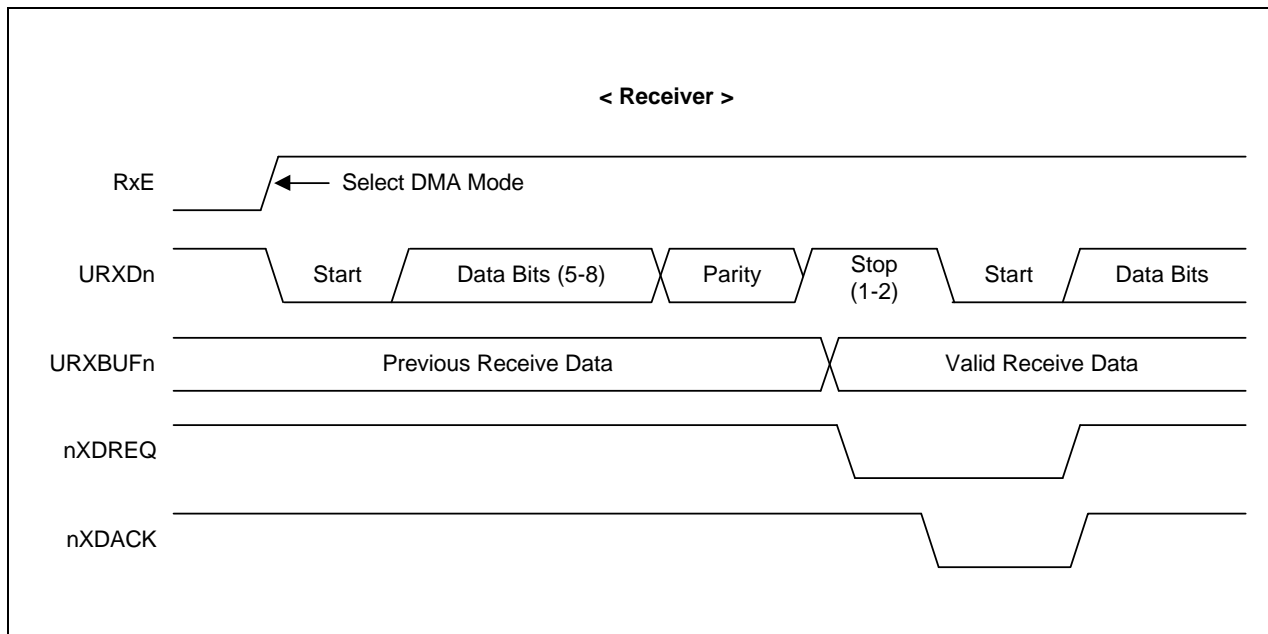 < Receiver >
RxE
Select DMA Mode
URXDn
Start
Data Bits (5-8)
Parity
Stop
(1-2)
Start
Data Bits
URXBUFn
Previous Receive Data
Valid Receive Data
nXDREQ
nXDACK